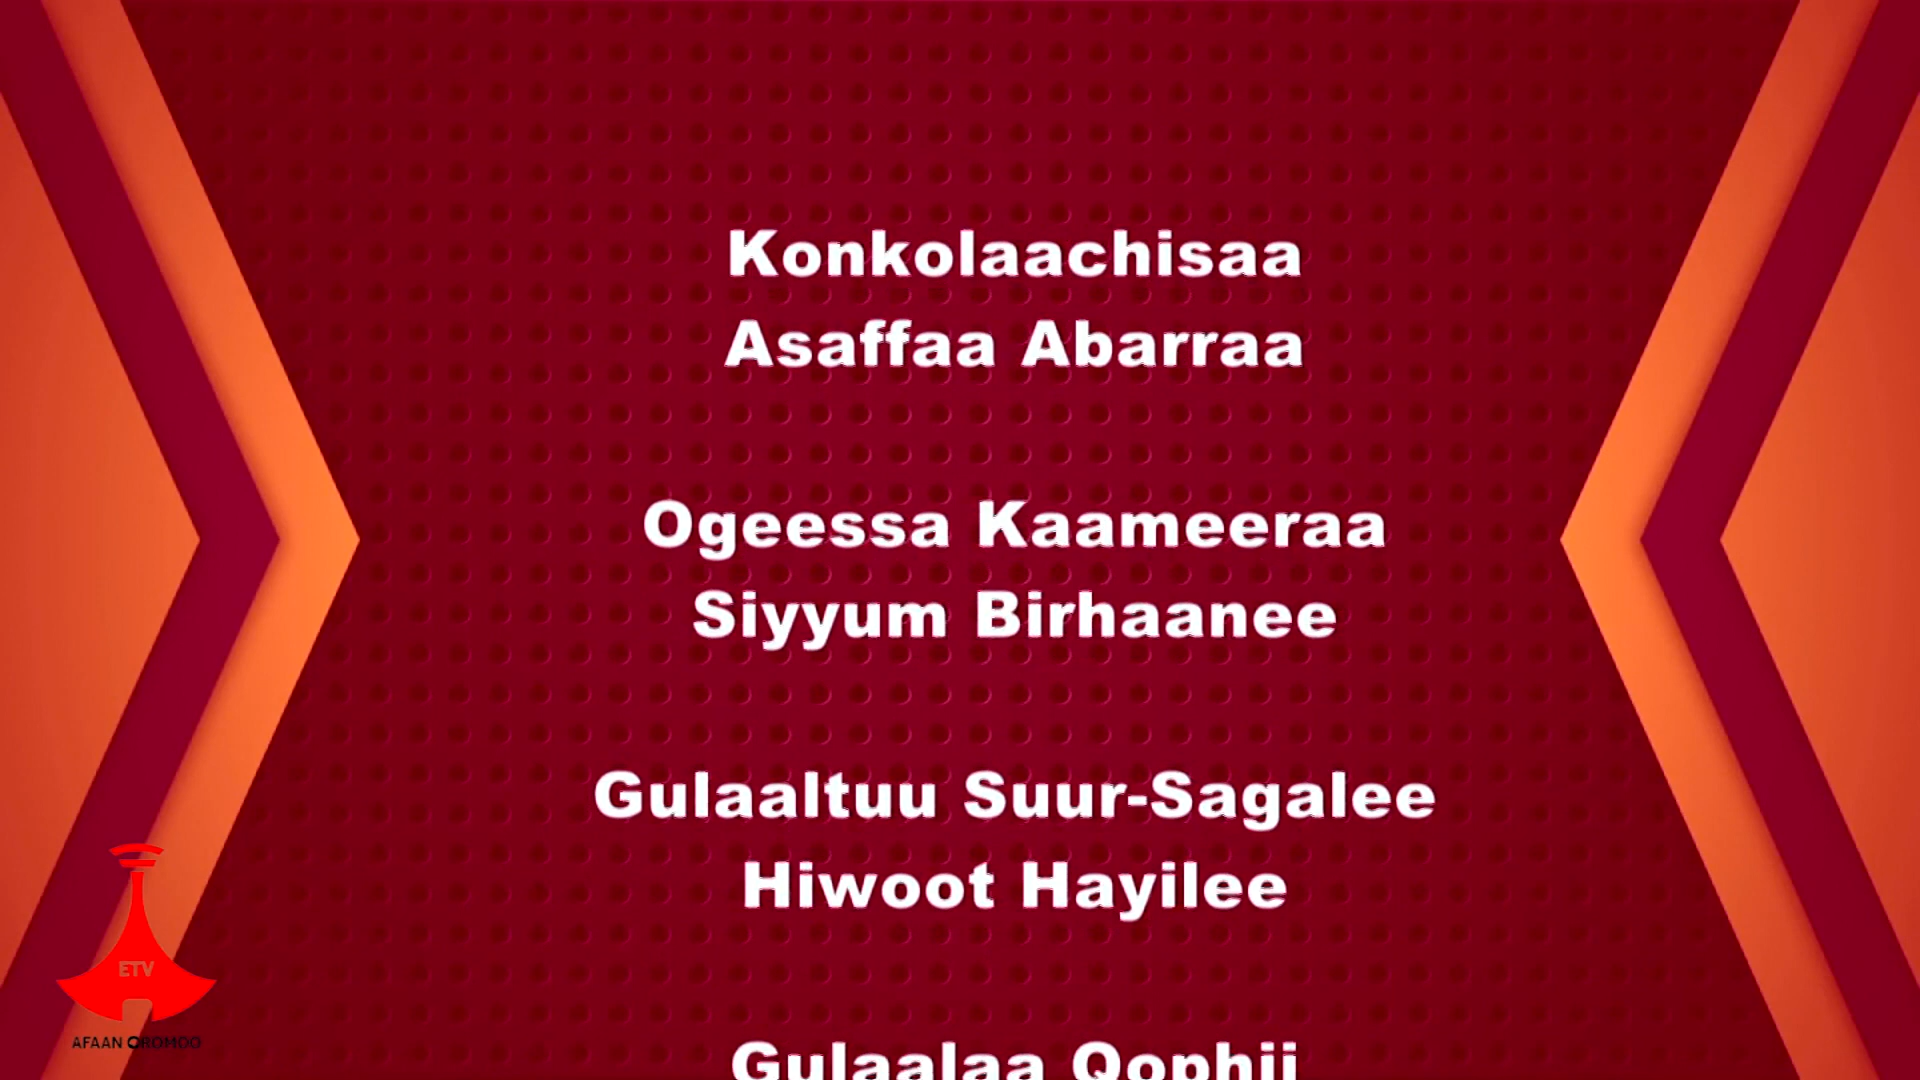 Konkolaachisaa
Asaffaa Abarraa
Ogeessa Kaameeraa
Siyyum Birhaanee
Gulaaltuu Suur-Sagalee
Hiwoot Hayilee
Gulaalaa Qophii
ETV
AFAAN OROMOO